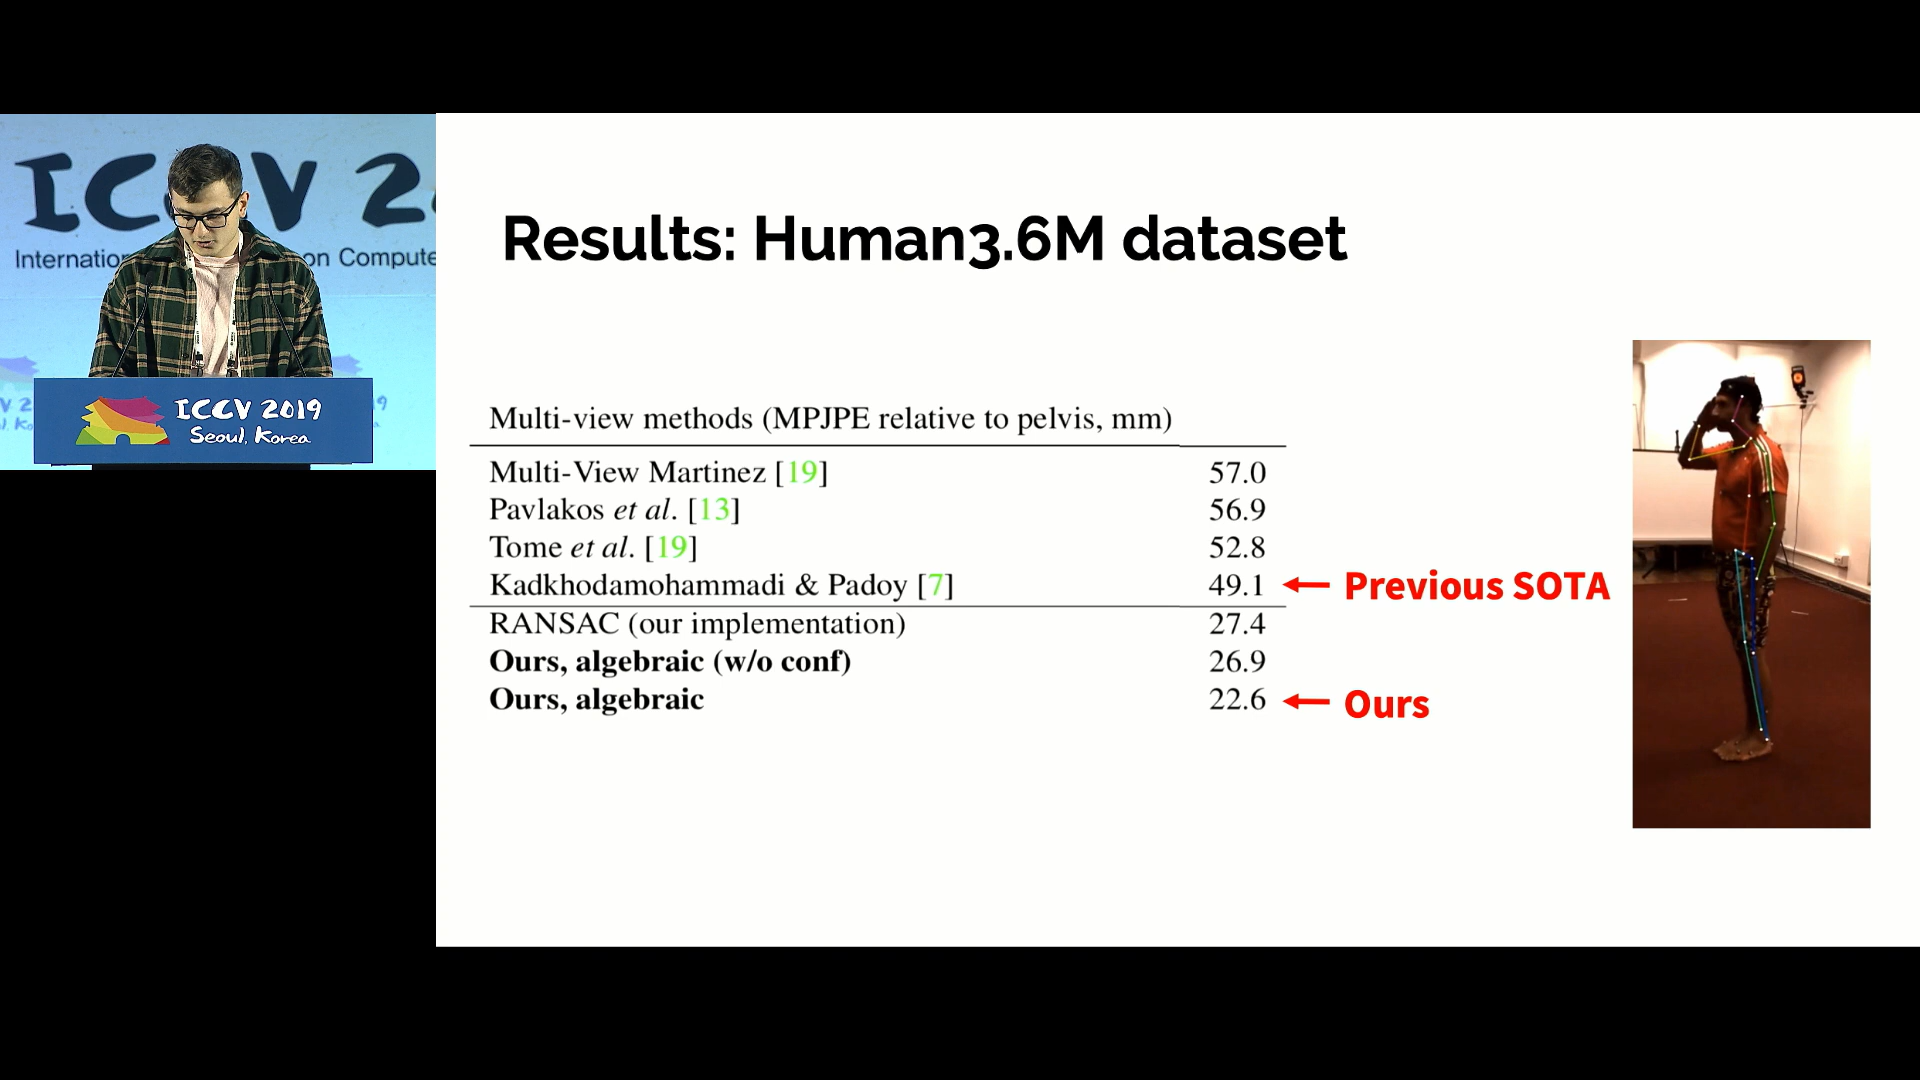 ICCV 2
Internatio on Compute
V 2
19
ICCV 2019
Seoul, Korea
Results: Human3.6M dataset
Multi-view methods (MPJPE relative to pelvis, mm)
Multi-View Martinez [19] 57.0
Pavlakos et al. [13] 56.9
Tome et al. [19] 52.8
Kadkhodamohammadi & Padoy [7] 49.1 ← Previous SOTA
RANSAC (our implementation) 27.4
Ours, algebraic (w/o conf) 26.9
Ours, algebraic 22.6 ← Ours